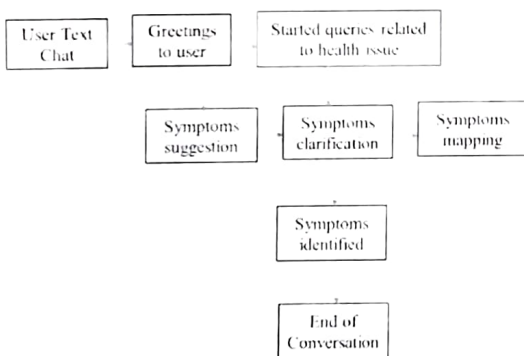 User Text
Chat
Greetings
to user
Started queries related
to health issue
Symptoms
suggestion
Symptoms
clarification
Symptoms
mapping
Symptoms
identified
End of
Conversation